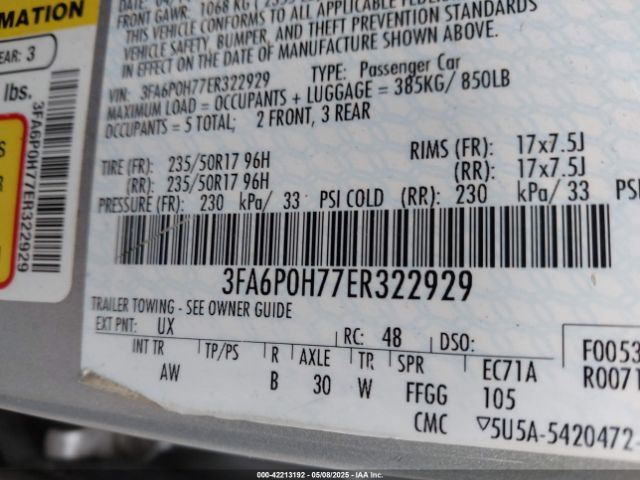 MATION
EAR: 3
lbs.
3FA6P0H77ER322929
FRONT GAWR: 1068 KG
THIS VEHICLE CONFORMS TO ALL APPLICABLE FEDERAL
VEHICLE SAFETY, BUMPER, AND THEFT PREVENTION STANDARDS
IN EFFECT ON THE DATE OF MANUFACTURE SHOWN ABOVE.
VIN: 3FA6P0H77ER322929 TYPE: Passenger Car
MAXIMUM LOAD = OCCUPANTS + LUGGAGE = 385KG/ 850LB
OCCUPANTS = 5 TOTAL; 2 FRONT, 3 REAR
TIRE (FR): 235/50R17 96H RIMS (FR): 17x7.5J
(RR): 235/50R17 96H (RR): 17x7.5J
PRESSURE (FR): 230 kPa/ 33 PSI COLD (RR): 230 kPa/ 33 PSI
3FA6P0H77ER322929
TRAILER TOWING - SEE OWNER GUIDE
EXT PNT: UX RC: 48 DSO: F0053
INT TR TP/PS R AXLE TR SPR EC71A R0071
AW B 30 W FFGG 105
CMC ▽5U5A-5420472-
000-42213192 05/08/2025 IAAI.COM